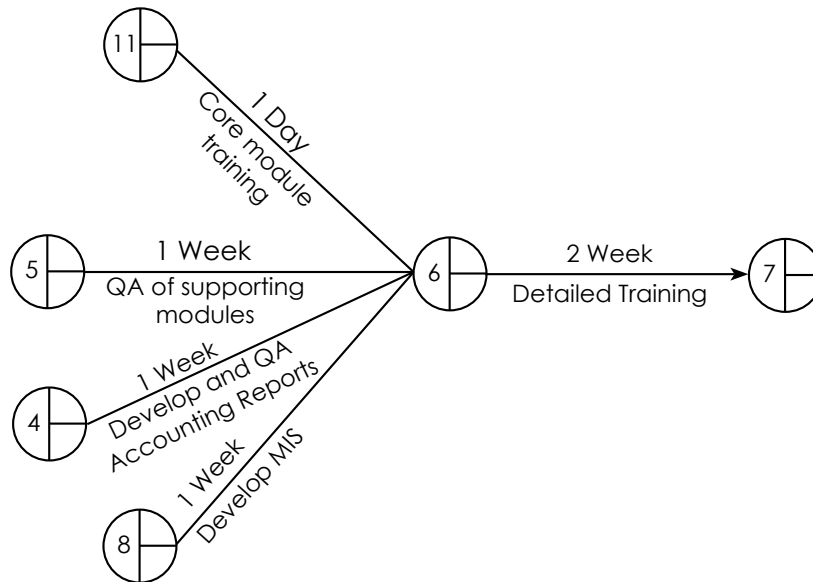 11
1 Day
Core module
training
5
1 Week
QA of supporting
modules
6
2 Week
Detailed Training
7
4
1 Week
Develop and QA
Accounting Reports
8
1 Week
Develop MIS